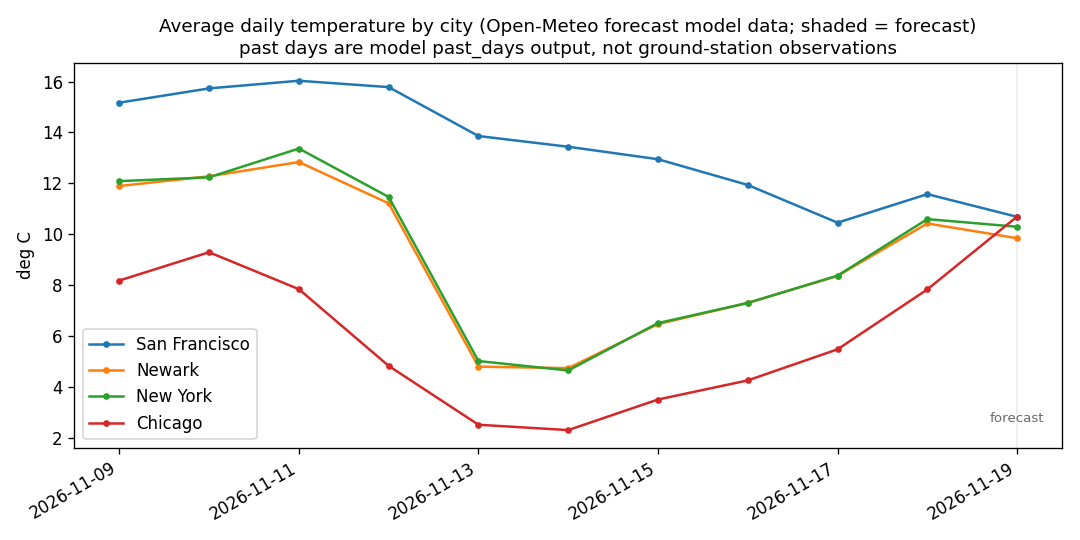 Average daily temperature by city (Open-Meteo forecast model data; shaded = forecast)
past days are model past_days output, not ground-station observations
deg C
16
14
12
10
8
6
4
2
San Francisco
Newark
New York
Chicago
forecast
2026-11-09
2026-11-11
2026-11-13
2026-11-15
2026-11-17
2026-11-19